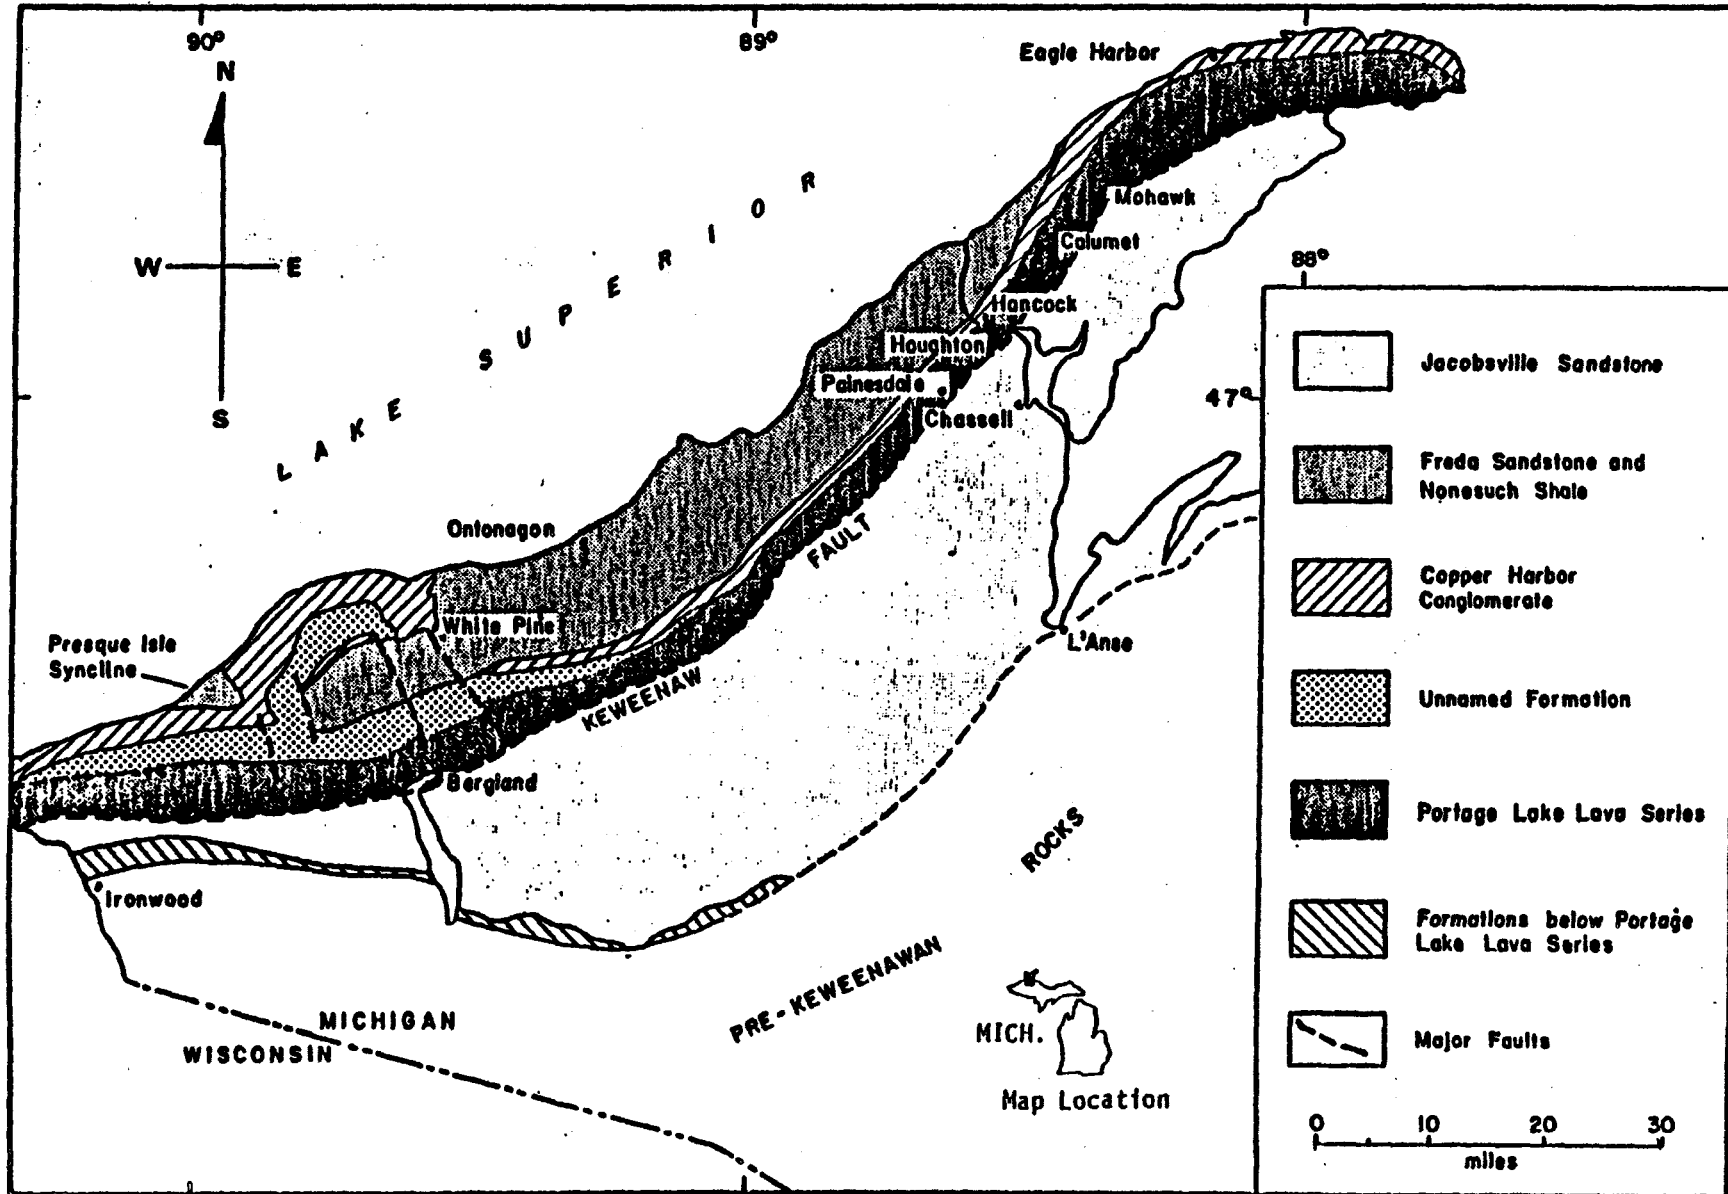 90°
89°
Eagle Harbor
N
W E
S
LAKE SUPERIOR
Mohawk
Calumet
88°
Hancock
Houghton
Painesdale
Chassell
47°
Ontonagon
FAULT
White Pine
L'Anse
Presque Isle
Syncline
KEWEENAW
Bergland
Ironwood
ROCKS
PRE-KEWEENAWAN
MICHIGAN
WISCONSIN
MICH.
Map Location
Jacobsville Sandstone
Freda Sandstone and
Nonesuch Shale
Copper Harbor
Conglomerate
Unnamed Formation
Portage Lake Lava Series
Formations below Portage
Lake Lava Series
Major Faults
0 10 20 30
miles